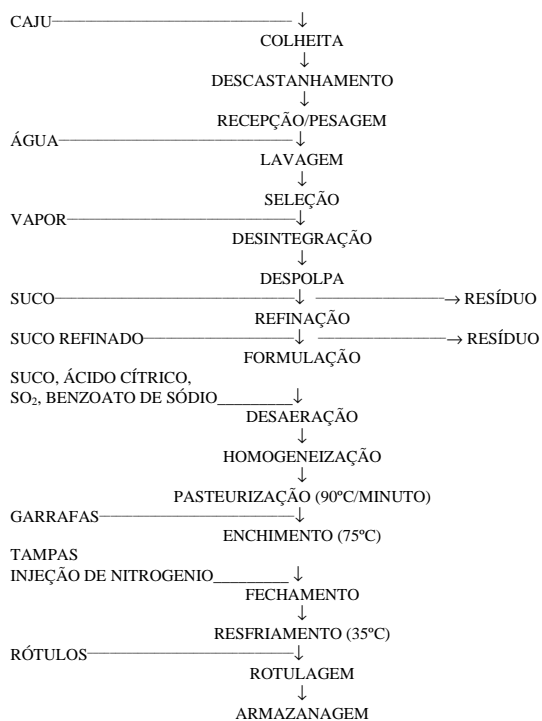 CAJU ↓
COLHEITA
↓
DESCASTANHAMENTO
↓
RECEPÇÃO/PESAGEM
ÁGUA ↓
LAVAGEM
↓
SELEÇÃO
VAPOR ↓
DESINTEGRAÇÃO
↓
DESPOLPA
SUCO ↓ → RESÍDUO
REFINAÇÃO
SUCO REFINADO ↓ → RESÍDUO
FORMULAÇÃO
SUCO, ÁCIDO CÍTRICO,
SO₂, BENZOATO DE SÓDIO ↓
DESAERAÇÃO
↓
HOMOGENEIZAÇÃO
↓
PASTEURIZAÇÃO (90ºC/MINUTO)
GARRAFAS ↓
ENCHIMENTO (75ºC)
TAMPAS
INJEÇÃO DE NITROGENIO ↓
FECHAMENTO
↓
RESFRIAMENTO (35ºC)
RÓTULOS ↓
ROTULAGEM
↓
ARMAZANAGEM